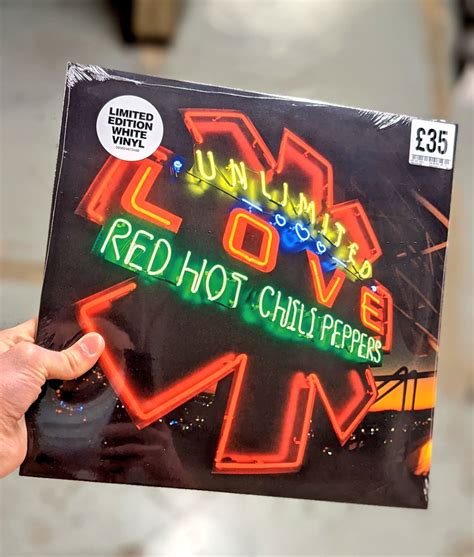 LIMITED
EDITION
WHITE
VINYL
£35
UNLIMITED
LOVE
RED HOT CHILI PEPPERS